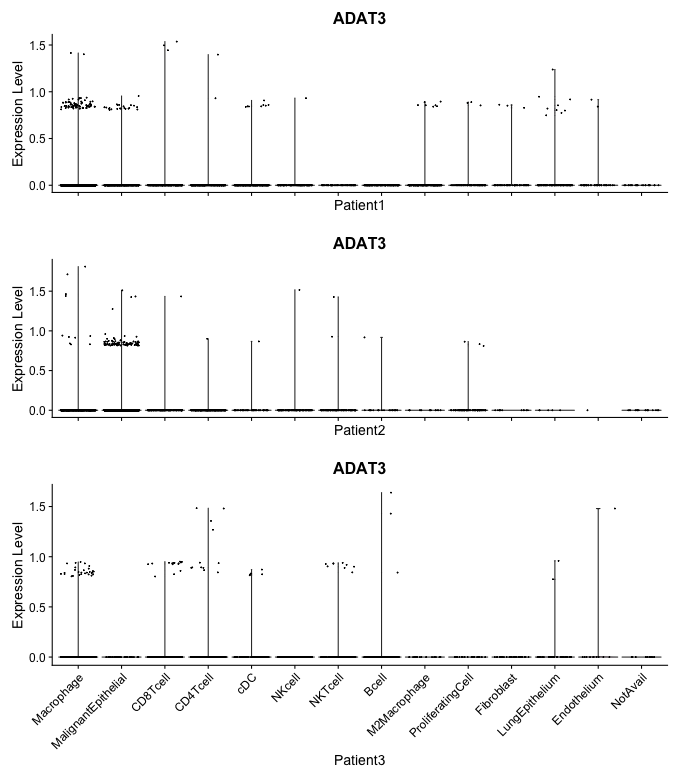 ADAT3
Expression Level
1.5
1.0
0.5
0.0
Patient1
ADAT3
Expression Level
1.5
1.0
0.5
0.0
Patient2
ADAT3
Expression Level
1.5
1.0
0.5
0.0
Macrophage
MalignantEpithelial
CD8Tcell
CD4Tcell
cDC
NKcell
NKTcell
Bcell
M2Macrophage
ProliferatingCell
Fibroblast
LungEpithelium
Endothelium
NotAvail
Patient3